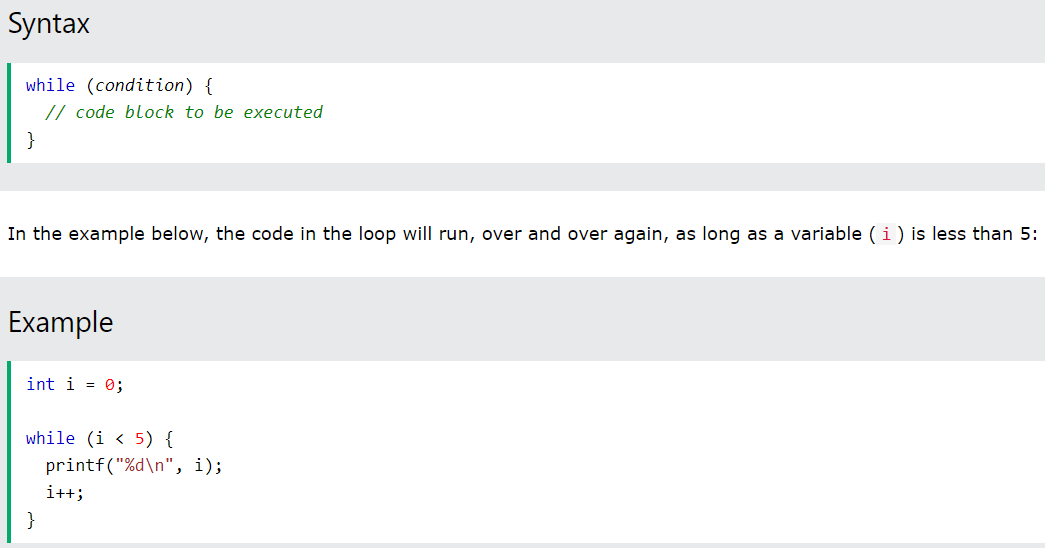 Syntax
while (condition) {
  // code block to be executed
}
In the example below, the code in the loop will run, over and over again, as long as a variable (i) is less than 5:
Example
int i = 0;
while (i < 5) {
  printf("%d\n", i);
  i++;
}